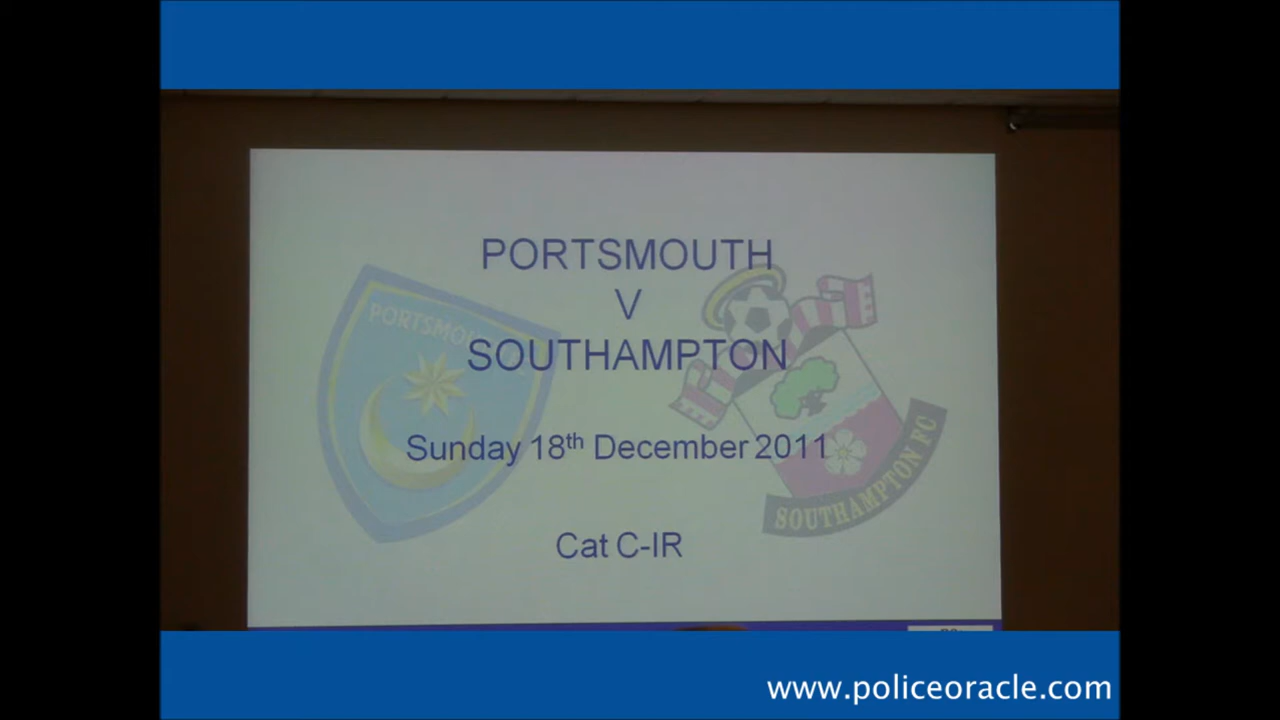 PORTSMOUTH
V
SOUTHAMPTON
PORTSMOUTH
Sunday 18th December 2011
SOUTHAMPTON FC
Cat C-IR
www.policeoracle.com